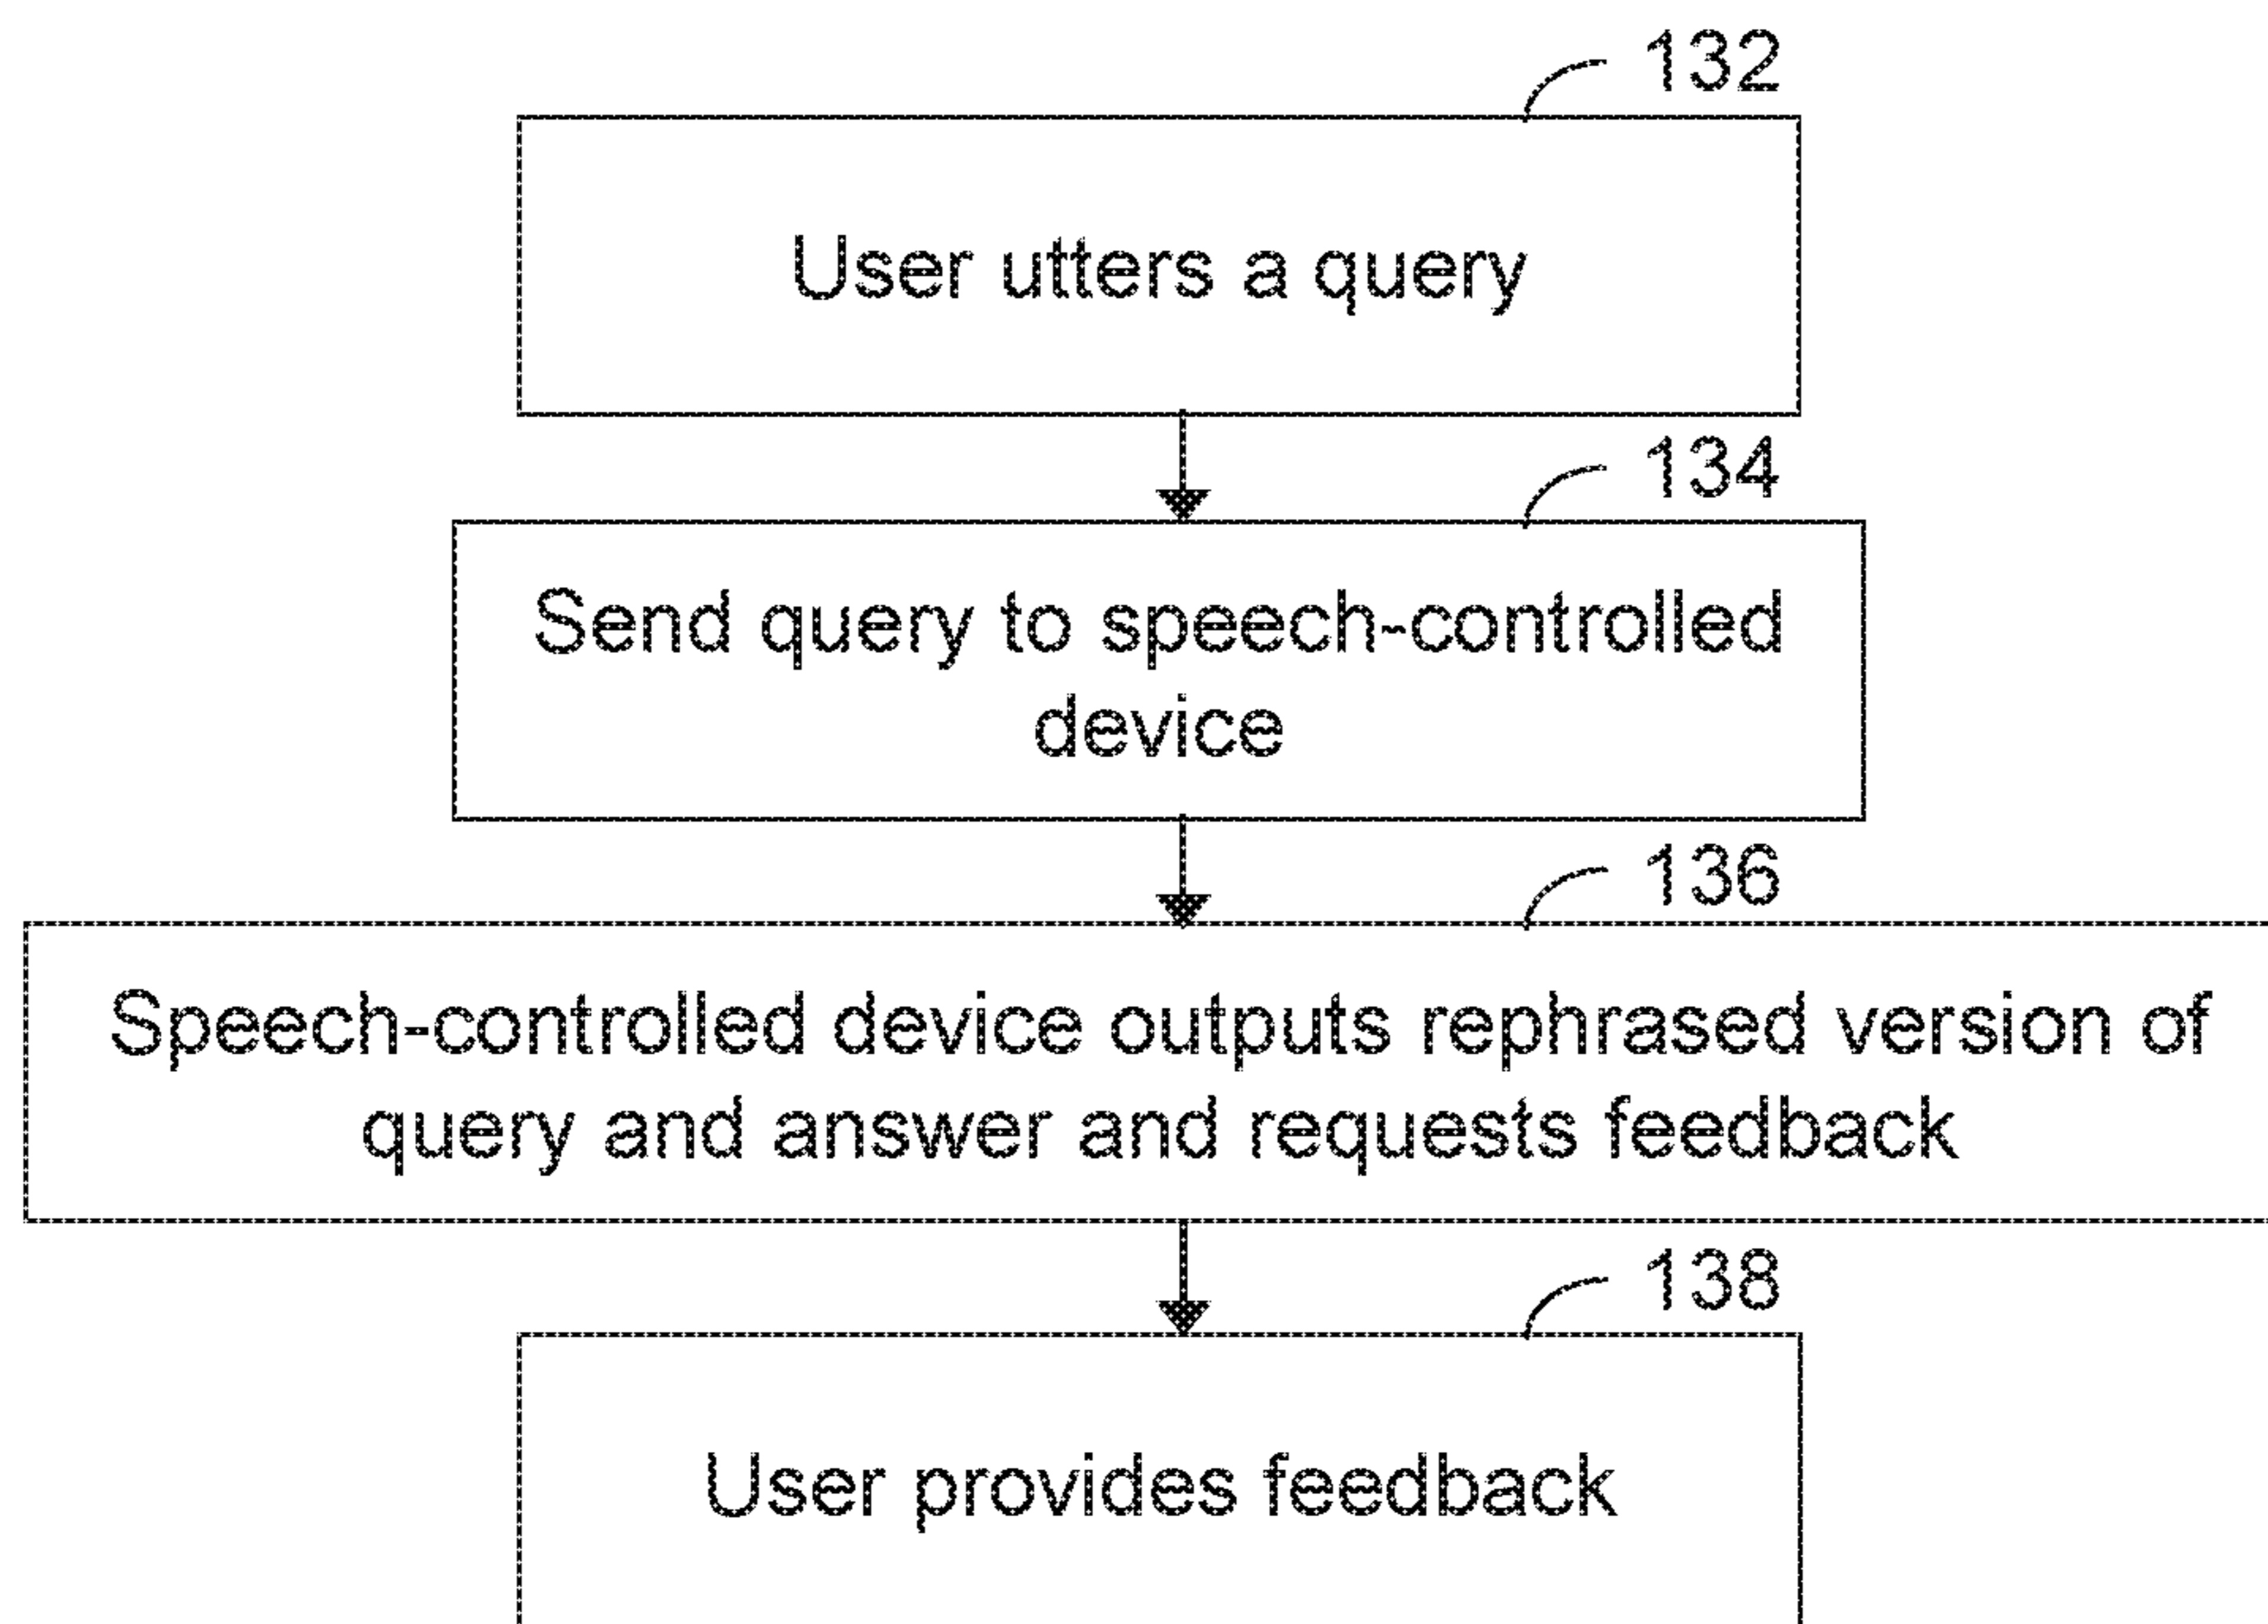 132
User utters a query
134
Send query to speech-controlled
device
136
Speech-controlled device outputs rephrased version of
query and answer and requests feedback
138
User provides feedback